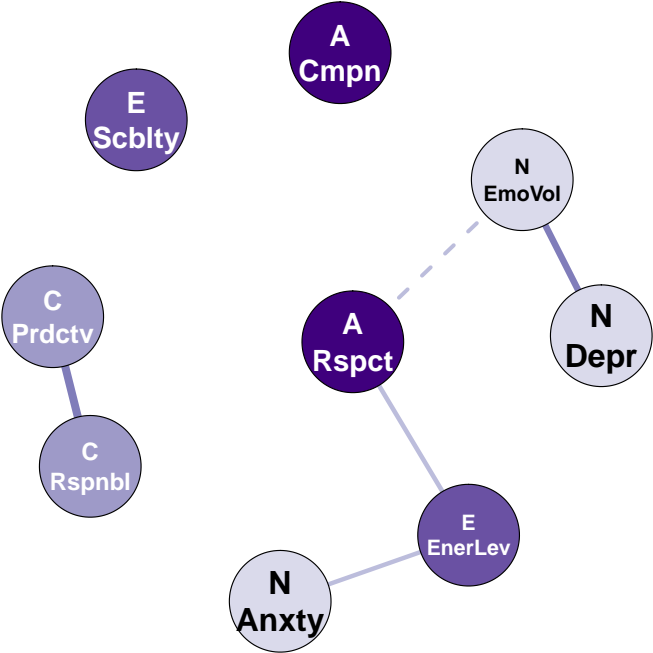 A
Cmpn
E
Scblty
N
EmoVol
C
Prdctv
A
Rspct
N
Depr
C
Rspnbl
E
EnerLev
N
Anxty